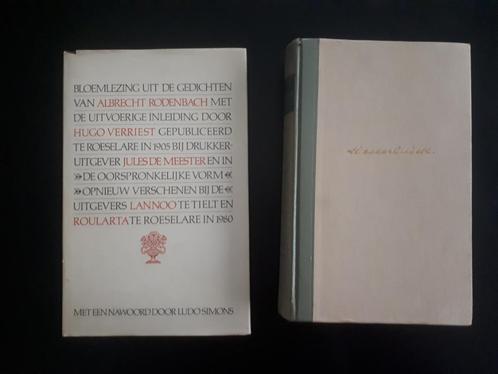 BLOEMLEZING UIT DE GEDICHTEN
VAN ALBRECHT RODENBACH MET
DE UITVOERIGE INLEIDING DOOR
HUGO VERRIEST GEPUBLICEERD
TE ROESELARE IN 1905 BIJ DRUKKER-
UITGEVER JULES DE MEESTER EN IN
DE OORSPRONKELIJKE VORM
OPNIEUW VERSCHENEN BIJ DE
UITGEVERS LANNOO TE TIELT EN
ROULARTA TE ROESELARE IN 1980
MET EEN NAWOORD DOOR LUDO SIMONS